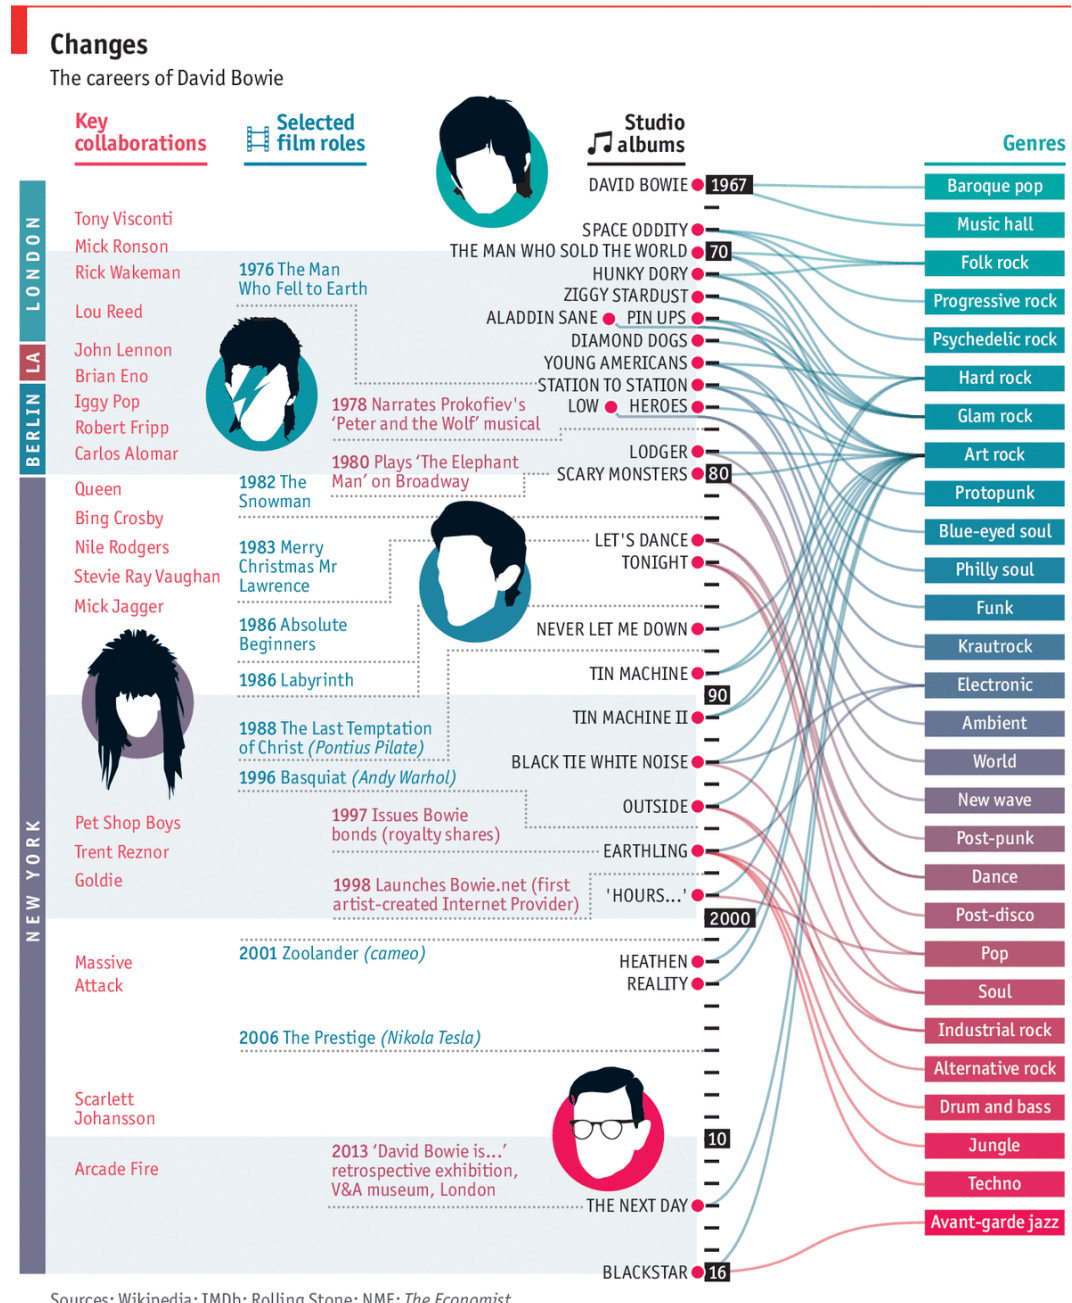 Changes
The careers of David Bowie
Key
collaborations
Selected
film roles
Studio
albums
Genres
LONDON
LA
BERLIN
NEW YORK
Tony Visconti
Mick Ronson
Rick Wakeman
Lou Reed
John Lennon
Brian Eno
Iggy Pop
Robert Fripp
Carlos Alomar
Queen
Bing Crosby
Nile Rodgers
Stevie Ray Vaughan
Mick Jagger
Pet Shop Boys
Trent Reznor
Goldie
Massive
Attack
Scarlett
Johansson
Arcade Fire
1976 The Man
Who Fell to Earth
1978 Narrates Prokofiev's
‘Peter and the Wolf’ musical
1980 Plays ‘The Elephant
Man’ on Broadway
1982 The
Snowman
1983 Merry
Christmas Mr
Lawrence
1986 Absolute
Beginners
1986 Labyrinth
1988 The Last Temptation
of Christ (Pontius Pilate)
1996 Basquiat (Andy Warhol)
1997 Issues Bowie
bonds (royalty shares)
1998 Launches Bowie.net (first
artist-created Internet Provider)
2001 Zoolander (cameo)
2006 The Prestige (Nikola Tesla)
2013 ‘David Bowie is...’
retrospective exhibition,
V&A museum, London
DAVID BOWIE 1967
SPACE ODDITY
THE MAN WHO SOLD THE WORLD 70
HUNKY DORY
ZIGGY STARDUST
ALADDIN SANE PIN UPS
DIAMOND DOGS
YOUNG AMERICANS
STATION TO STATION
LOW HEROES
LODGER
SCARY MONSTERS 80
LET'S DANCE
TONIGHT
NEVER LET ME DOWN
TIN MACHINE
90
TIN MACHINE II
BLACK TIE WHITE NOISE
OUTSIDE
EARTHLING
'HOURS...'
2000
HEATHEN
REALITY
10
THE NEXT DAY
BLACKSTAR 16
Baroque pop
Music hall
Folk rock
Progressive rock
Psychedelic rock
Hard rock
Glam rock
Art rock
Protopunk
Blue-eyed soul
Philly soul
Funk
Krautrock
Electronic
Ambient
World
New wave
Post-punk
Dance
Post-disco
Pop
Soul
Industrial rock
Alternative rock
Drum and bass
Jungle
Techno
Avant-garde jazz
Sources: Wikipedia; IMDb; Rolling Stone; NME; The Economist